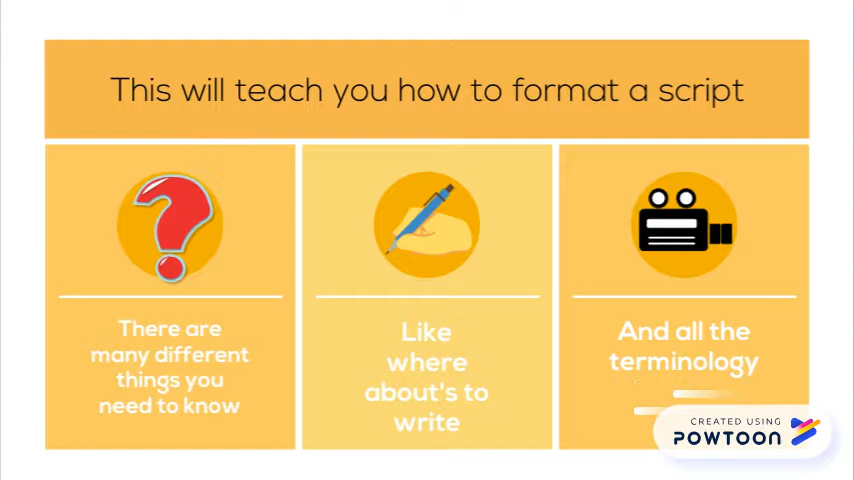 This will teach you how to format a script
There are
many different
things you
need to know
Like
where
about's to
write
And all the
terminology
CREATED USING
POWTOON